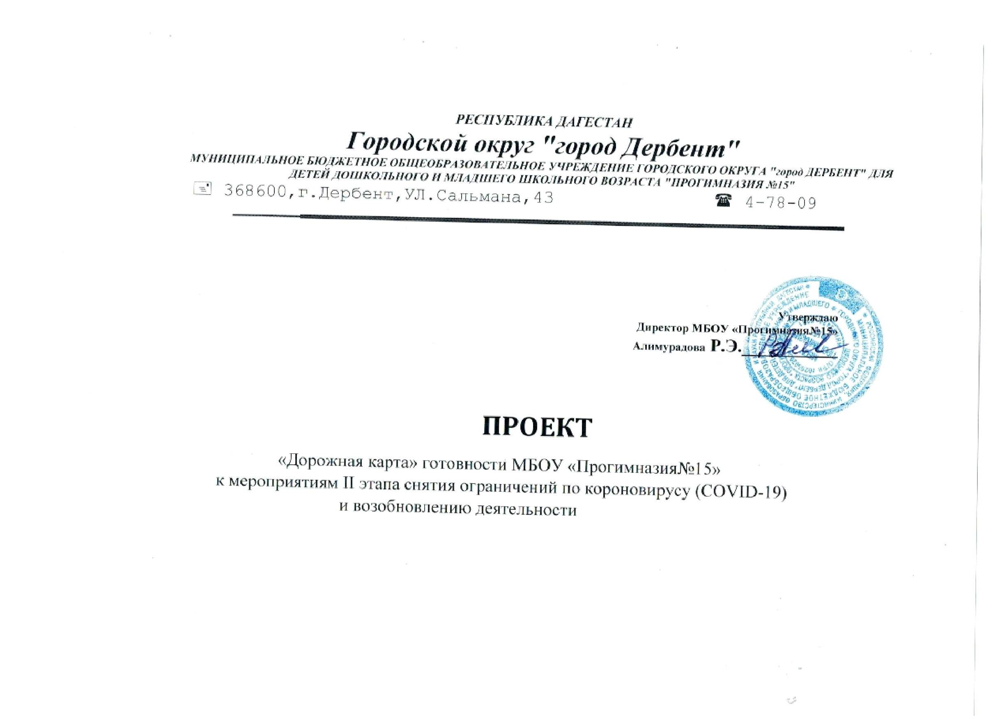 РЕСПУБЛИКА ДАГЕСТАН
Городской округ "город Дербент"
МУНИЦИПАЛЬНОЕ БЮДЖЕТНОЕ ОБЩЕОБРАЗОВАТЕЛЬНОЕ УЧРЕЖДЕНИЕ ГОРОДСКОГО ОКРУГА "город ДЕРБЕНТ" ДЛЯ
ДЕТЕЙ ДОШКОЛЬНОГО И МЛАДШЕГО ШКОЛЬНОГО ВОЗРАСТА "ПРОГИМНАЗИЯ №15"
368600,г.Дербент,УЛ.Сальмана,43 4-78-09
Утверждаю
Директор МБОУ «Прогимназия№15»
Алимурадова Р.Э.
ПРОЕКТ
«Дорожная карта» готовности МБОУ «Прогимназия№15»
к мероприятиям II этапа снятия ограничений по короновирусу (COVID-19)
и возобновлению деятельности